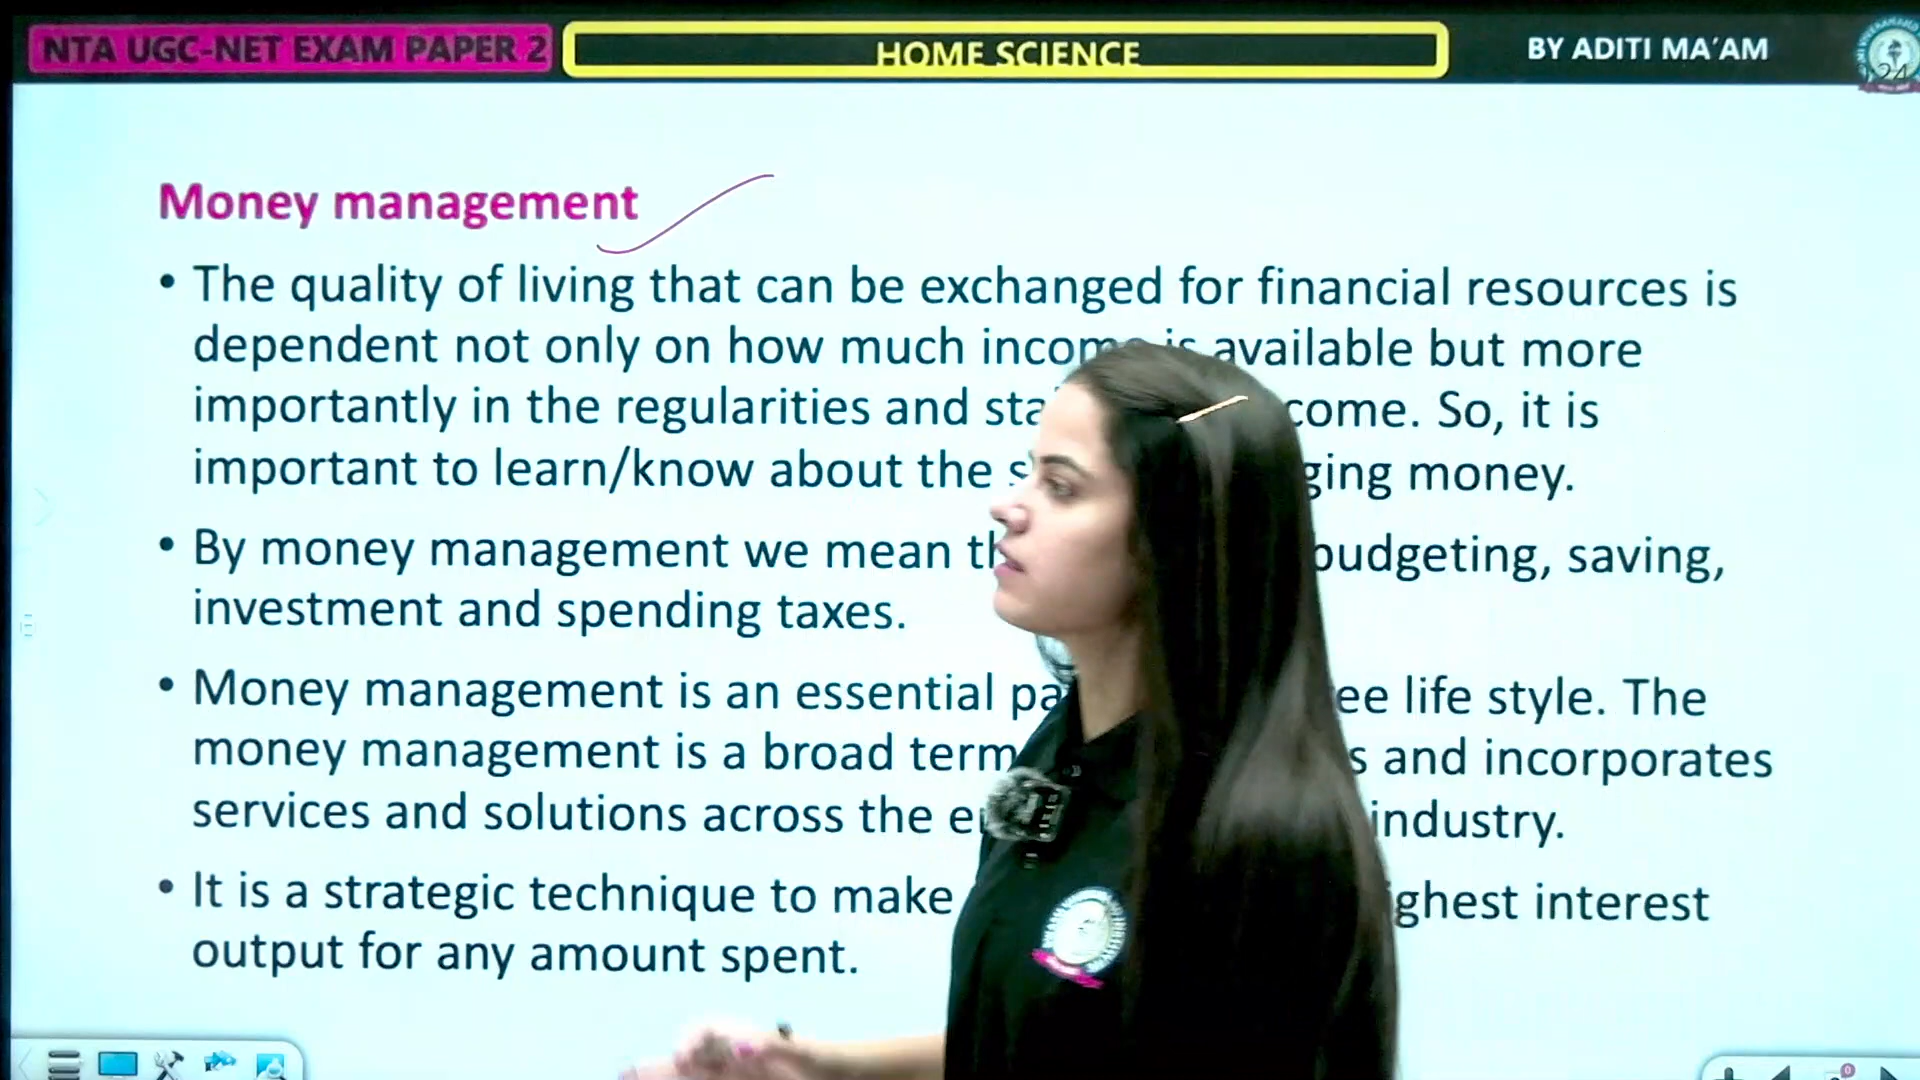 NTA UGC-NET EXAM PAPER 2
HOME SCIENCE
BY ADITI MA'AM
24
Money management
• The quality of living that can be exchanged for financial resources is
dependent not only on how much income is available but more
importantly in the regularities and come. So, it is
important to learn/know about the ging money.
• By money management we mean budgeting, saving,
investment and spending taxes.
• Money management is an essential ee life style. The
money management is a broad term s and incorporates
services and solutions across the industry.
• It is a strategic technique to make ghest interest
output for any amount spent.